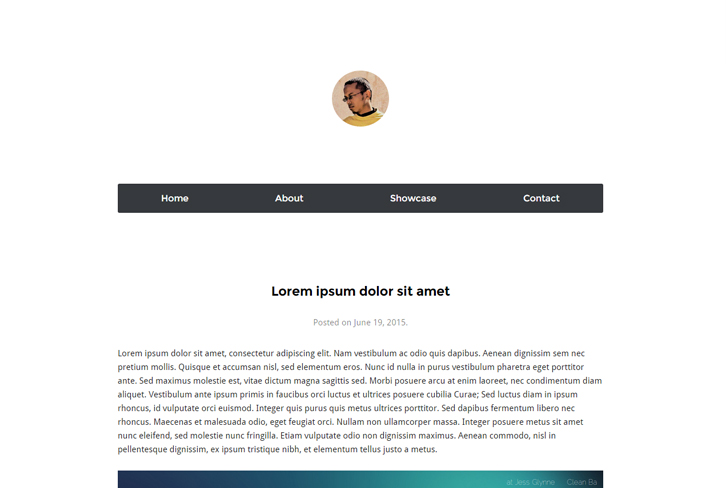 Home About Showcase Contact
Lorem ipsum dolor sit amet
Posted on June 19, 2015.
Lorem ipsum dolor sit amet, consectetur adipiscing elit. Nam vestibulum ac odio quis dapibus. Aenean dignissim sem nec
pretium mollis. Quisque et accumsan nisl, sed elementum eros. Nunc id nulla in purus vestibulum pharetra eget porttitor
ante. Sed maximus molestie est, vitae dictum magna sagittis sed. Morbi posuere arcu at enim laoreet, nec condimentum diam
aliquet. Vestibulum ante ipsum primis in faucibus orci luctus et ultrices posuere cubilia Curae; Sed luctus diam in ipsum
rhoncus, id vulputate orci euismod. Integer quis purus quis metus ultrices porttitor. Sed dapibus fermentum libero nec
rhoncus. Maecenas et malesuada odio, eget feugiat orci. Nullam non ullamcorper massa. Integer posuere metus sit amet
nunc eleifend, sed molestie nunc fringilla. Etiam vulputate odio non dignissim maximus. Aenean commodo, nisl in
pellentesque dignissim, ex ipsum tristique nibh, et elementum tellus justo a metus.
at Jess Glynne Clean Ba